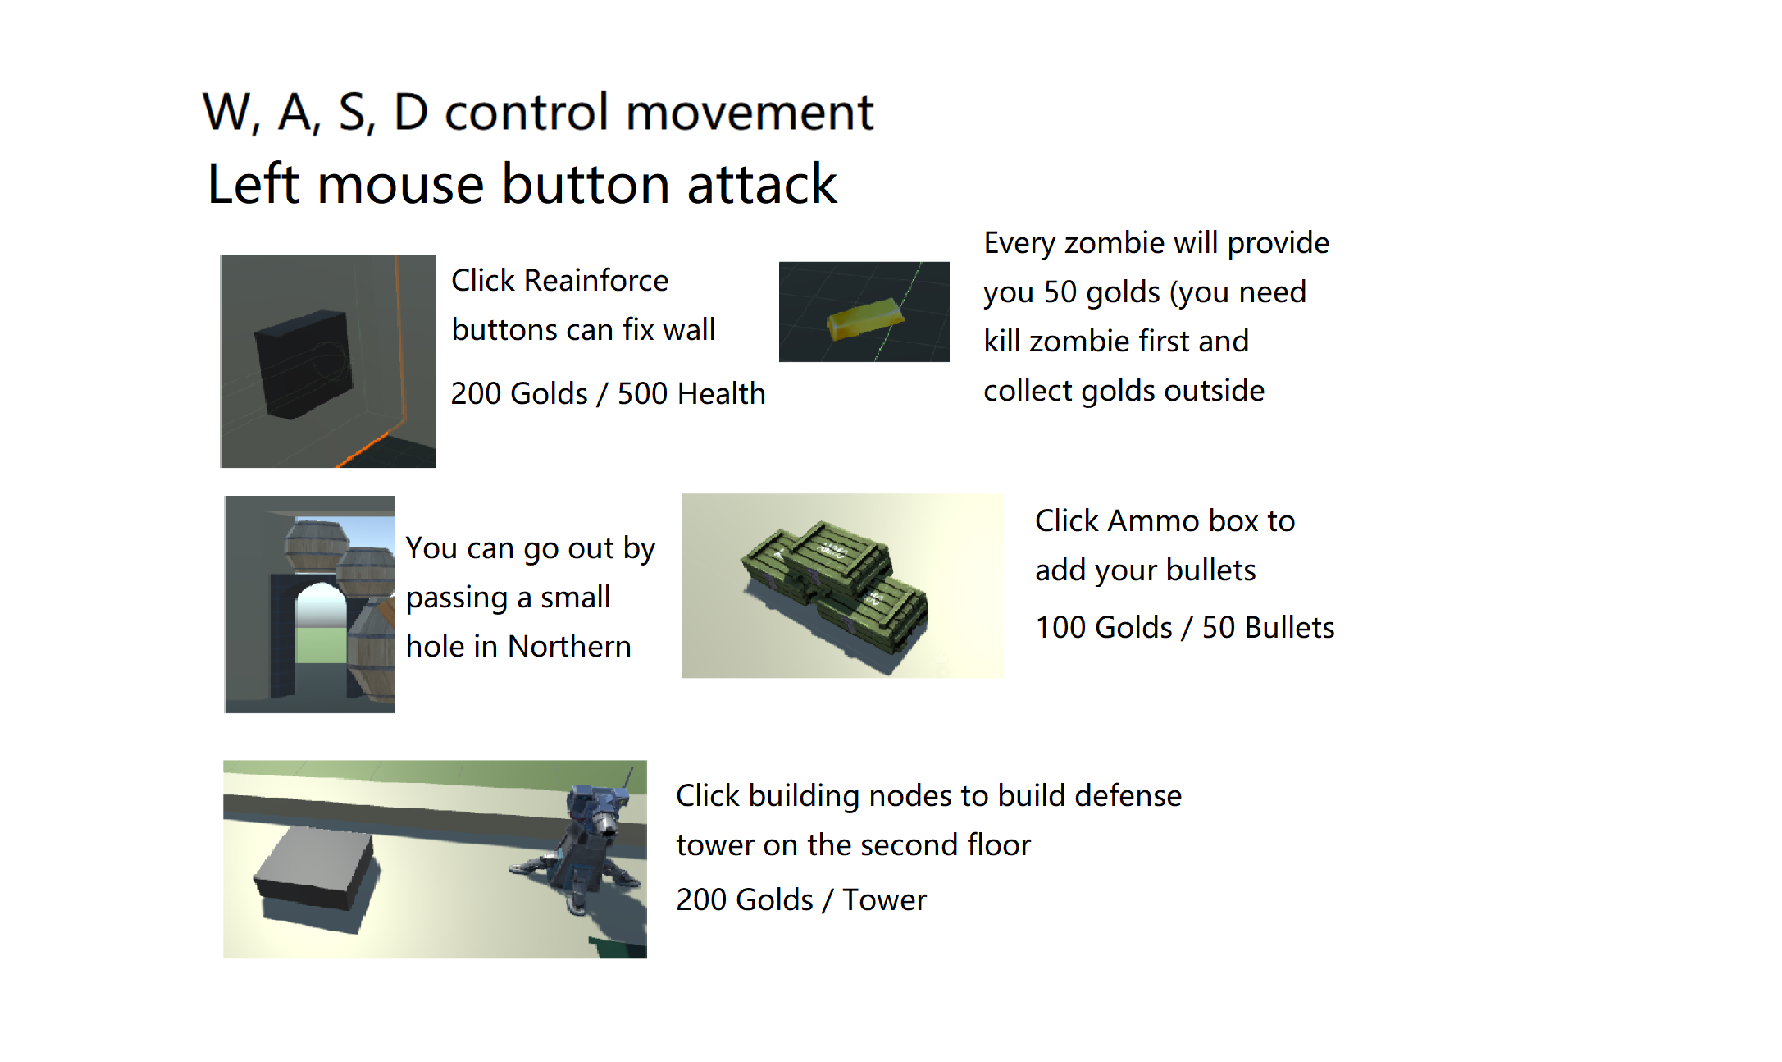 W, A, S, D control movement
Left mouse button attack
Click Reainforce
buttons can fix wall
200 Golds / 500 Health
Every zombie will provide
you 50 golds (you need
kill zombie first and
collect golds outside
You can go out by
passing a small
hole in Northern
Click Ammo box to
add your bullets
100 Golds / 50 Bullets
Click building nodes to build defense
tower on the second floor
200 Golds / Tower